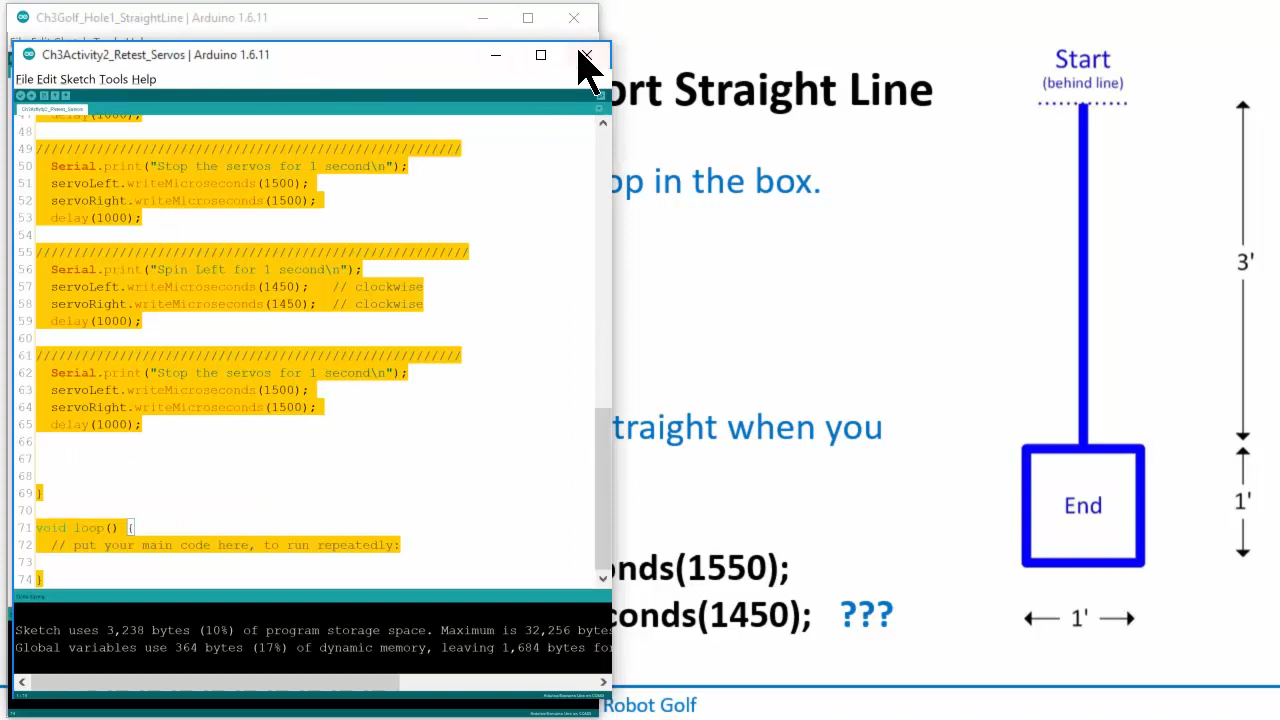 Ch3Golf_Hole1_StraightLine | Arduino 1.6.11
Ch3Activity2_Retest_Servos | Arduino 1.6.11
File Edit Sketch Tools Help
Ch3Activity2_Retest_Servos
47 delay(1000);
48
49 /////////////////////////////////////////////////////////
50 Serial.print("Stop the servos for 1 second\n");
51 servoLeft.writeMicroseconds(1500);
52 servoRight.writeMicroseconds(1500);
53 delay(1000);
54
55 //////////////////////////////////////////////////////////
56 Serial.print("Spin Left for 1 second\n");
57 servoLeft.writeMicroseconds(1450); // clockwise
58 servoRight.writeMicroseconds(1450); // clockwise
59 delay(1000);
60
61 /////////////////////////////////////////////////////////
62 Serial.print("Stop the servos for 1 second\n");
63 servoLeft.writeMicroseconds(1500);
64 servoRight.writeMicroseconds(1500);
65 delay(1000);
66
67
68
69 }
70
71 void loop() {
72 // put your main code here, to run repeatedly:
73
74 }
Sketch uses 3,238 bytes (10%) of program storage space. Maximum is 32,256 bytes
Global variables use 364 bytes (17%) of dynamic memory, leaving 1,684 bytes for
ort Straight Line
op in the box.
traight when you
onds(1550);
conds(1450); ???
Start
(behind line)
3'
End
1'
1'
Robot Golf